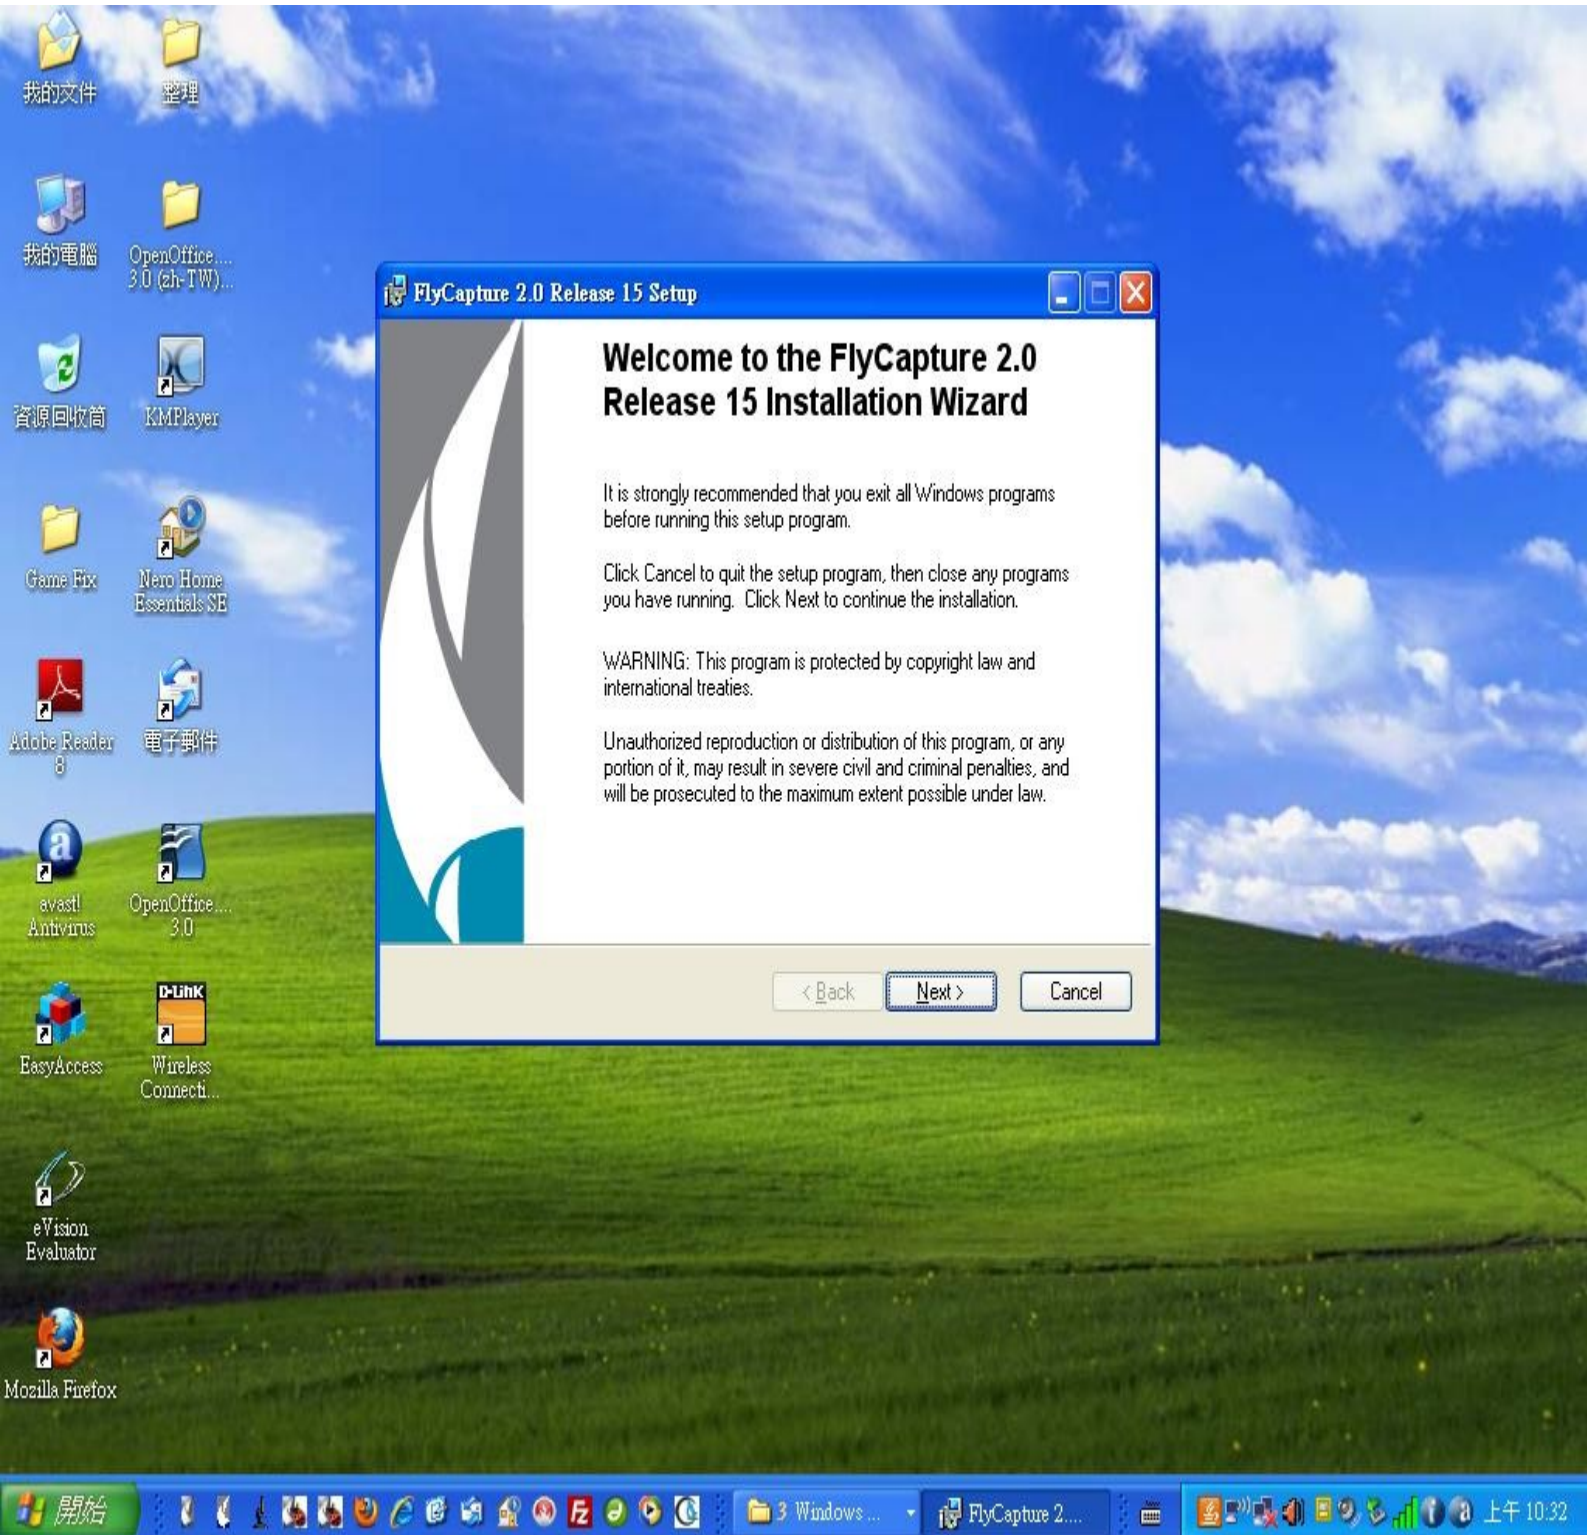 我的文件
整理
我的電腦
OpenOffice....
3.0 (zh-TW)...
資源回收筒
KMPlayer
Game Fix
Nero Home
Essentials SE
Adobe Reader
8
電子郵件
avast!
Antivirus
OpenOffice....
3.0
EasyAccess
D-Link
Wireless
Connecti...
eVision
Evaluator
Mozilla Firefox
FlyCapture 2.0 Release 15 Setup
Welcome to the FlyCapture 2.0
Release 15 Installation Wizard
It is strongly recommended that you exit all Windows programs
before running this setup program.
Click Cancel to quit the setup program, then close any programs
you have running. Click Next to continue the installation.
WARNING: This program is protected by copyright law and
international treaties.
Unauthorized reproduction or distribution of this program, or any
portion of it, may result in severe civil and criminal penalties, and
will be prosecuted to the maximum extent possible under law.
< Back
Next >
Cancel
開始
3 Windows ...
FlyCapture 2....
上午 10:32